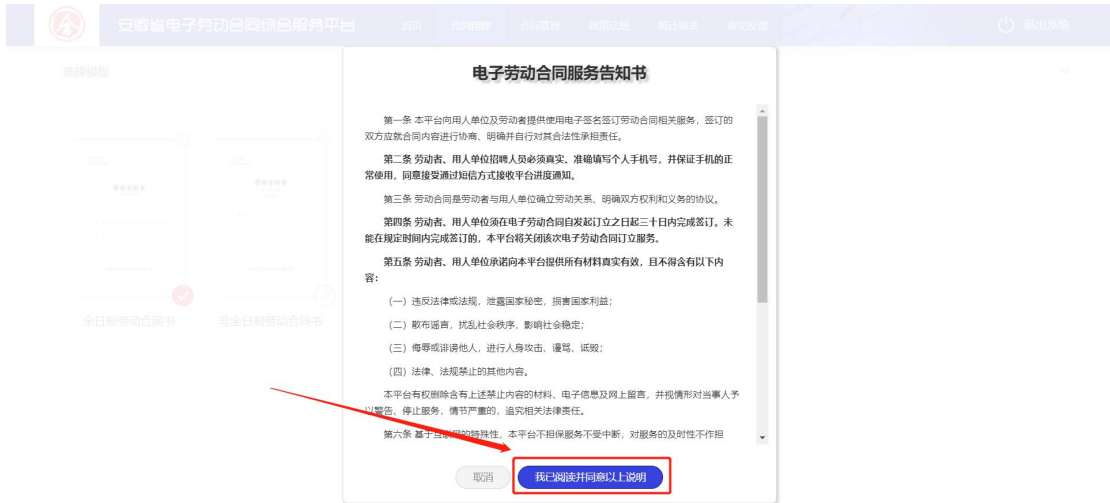 安徽省电子劳动合同综合服务平台 首页 合同创建 合同管理 政策法规 统计报表 意见反馈 退出系统
选择模板
劳动合同书
劳动合同书
全日制劳动合同书 非全日制劳动合同书
电子劳动合同服务告知书
第一条 本平台向用人单位及劳动者提供使用电子签名签订劳动合同相关服务，签订的
双方应就合同内容进行协商、明确并自行对其合法性承担责任。
第二条 劳动者、用人单位招聘人员必须真实、准确填写个人手机号，并保证手机的正
常使用，同意接受通过短信方式接收平台进度通知。
第三条 劳动合同是劳动者与用人单位确立劳动关系、明确双方权利和义务的协议。
第四条 劳动者、用人单位须在电子劳动合同自发起订立之日起三十日内完成签订。未
能在规定时间内完成签订的，本平台将关闭该次电子劳动合同订立服务。
第五条 劳动者、用人单位承诺向本平台提供所有材料真实有效，且不得含有以下内
容：
（一）违反法律或法规，泄露国家秘密，损害国家利益；
（二）散布谣言，扰乱社会秩序，影响社会稳定；
（三）侮辱或诽谤他人，进行人身攻击、谩骂、诋毁；
（四）法律、法规禁止的其他内容。
本平台有权删除含有上述禁止内容的材料、电子信息及网上留言，并视情形对当事人予
以警告、停止服务，情节严重的，追究相关法律责任。
第六条 基于互联网的特殊性，本平台不担保服务不受中断，对服务的及时性不作担
取消 我已阅读并同意以上说明